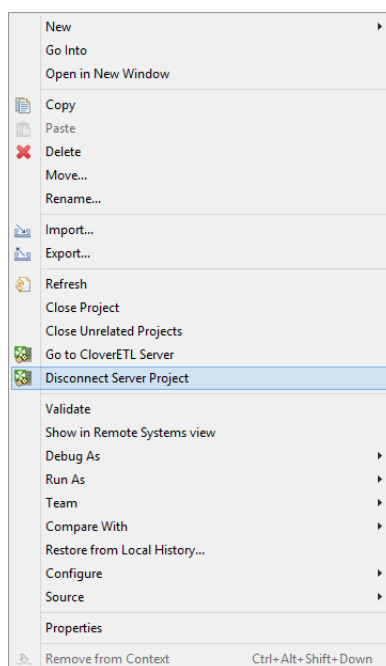 New
Go Into
Open in New Window
Copy
Paste
Delete
Move...
Rename...
Import...
Export...
Refresh
Close Project
Close Unrelated Projects
Go to CloverETL Server
Disconnect Server Project
Validate
Show in Remote Systems view
Debug As
Run As
Team
Compare With
Restore from Local History...
Configure
Source
Properties
Remove from Context Ctrl+Alt+Shift+Down